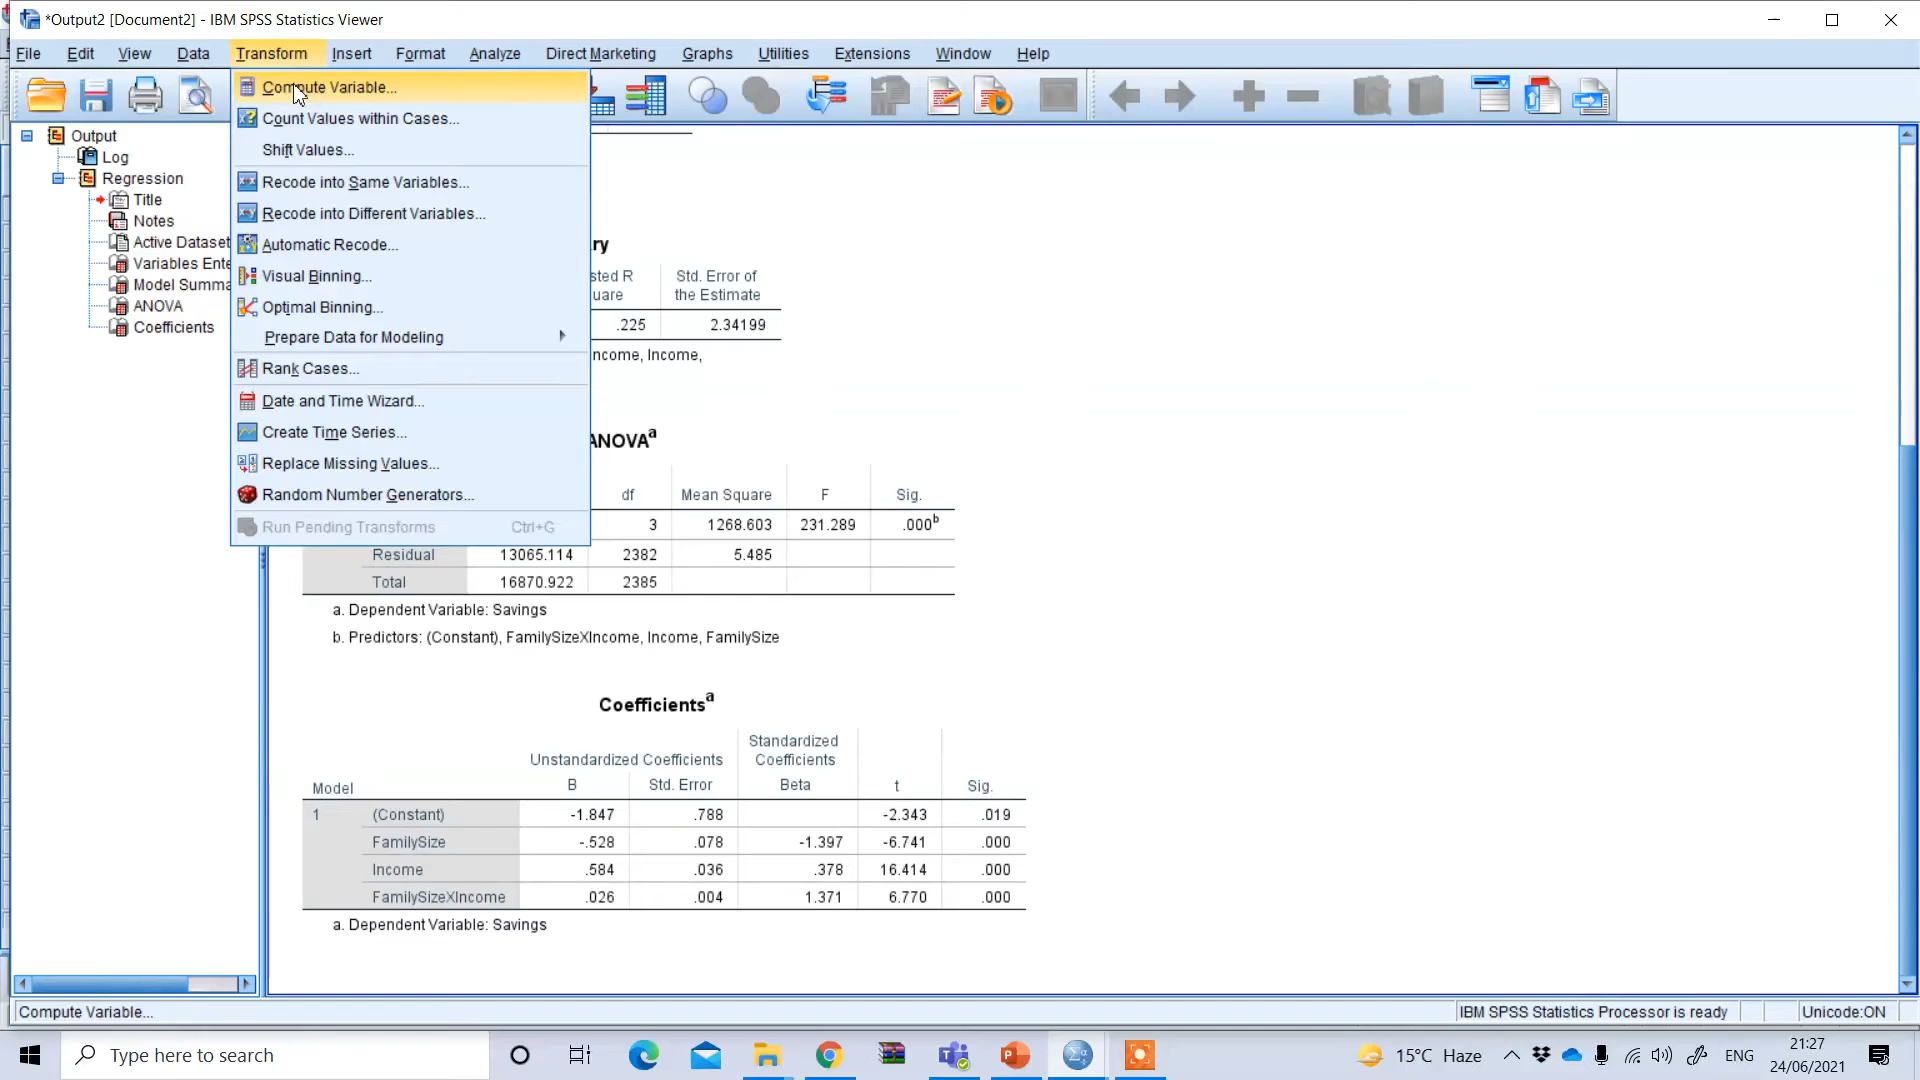 *Output2 [Document2] - IBM SPSS Statistics Viewer
File Edit View Data Transform Insert Format Analyze Direct Marketing Graphs Utilities Extensions Window Help
Compute Variable...
Count Values within Cases...
Shift Values...
Recode into Same Variables...
Recode into Different Variables...
Automatic Recode...
Visual Binning...
Optimal Binning...
Prepare Data for Modeling
Rank Cases...
Date and Time Wizard...
Create Time Series...
Replace Missing Values...
Random Number Generators...
Run Pending Transforms Ctrl+G
Output
Log
Regression
Title
Notes
Active Dataset
Variables Ente
Model Summa
ANOVA
Coefficients
ry
sted R Std. Error of
uare the Estimate
.225 2.34199
ncome, Income,
ANOVAa
df Mean Square F Sig.
3 1268.603 231.289 .000b
Residual 13065.114 2382 5.485
Total 16870.922 2385
a. Dependent Variable: Savings
b. Predictors: (Constant), FamilySizeXIncome, Income, FamilySize
Coefficientsa
Unstandardized Coefficients Standardized Coefficients
Model B Std. Error Beta t Sig.
1 (Constant) -1.847 .788 -2.343 .019
FamilySize -.528 .078 -1.397 -6.741 .000
Income .584 .036 .378 16.414 .000
FamilySizeXIncome .026 .004 1.371 6.770 .000
a. Dependent Variable: Savings
Compute Variable... IBM SPSS Statistics Processor is ready Unicode:ON
Type here to search 15°C Haze ENG 21:27
24/06/2021